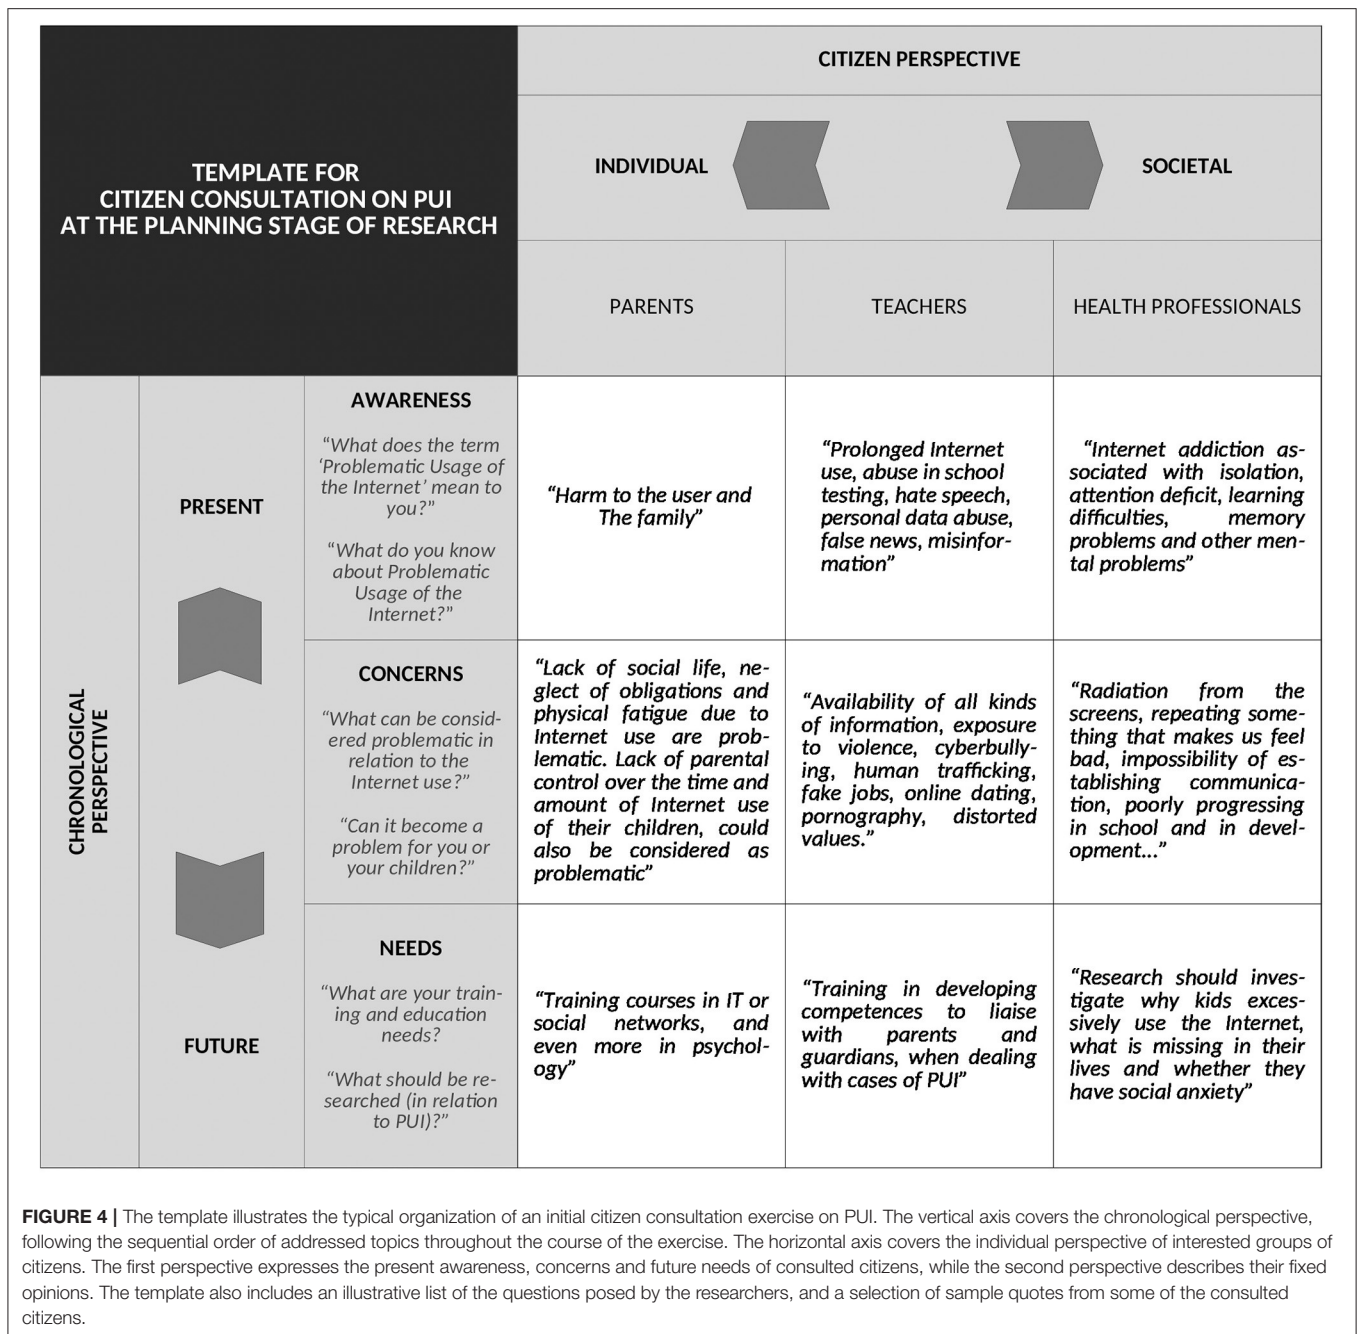 TEMPLATE FOR
CITIZEN CONSULTATION ON PUI
AT THE PLANNING STAGE OF RESEARCH
CITIZEN PERSPECTIVE
INDIVIDUAL
SOCIETAL
PARENTS
TEACHERS
HEALTH PROFESSIONALS
CHRONOLOGICAL
PERSPECTIVE
PRESENT
AWARENESS
“What does the term
‘Problematic Usage of
the Internet’ mean to
you?”
“What do you know
about Problematic
Usage of the
Internet?”
“Harm to the user and
The family”
“Prolonged Internet
use, abuse in school
testing, hate speech,
personal data abuse,
false news, misinfor-
mation”
“Internet addiction as-
sociated with isolation,
attention deficit, learning
difficulties, memory
problems and other men-
tal problems”
CONCERNS
“What can be consid-
ered problematic in
relation to the
Internet use?”
“Can it become a
problem for you or
your children?”
“Lack of social life, ne-
glect of obligations and
physical fatigue due to
Internet use are prob-
lematic. Lack of parental
control over the time and
amount of Internet use
of their children, could
also be considered as
problematic”
“Availability of all kinds
of information, exposure
to violence, cyberbully-
ing, human trafficking,
fake jobs, online dating,
pornography, distorted
values.”
“Radiation from the
screens, repeating some-
thing that makes us feel
bad, impossibility of es-
tablishing communica-
tion, poorly progressing
in school and in devel-
opment...”
FUTURE
NEEDS
“What are your train-
ing and education
needs?
“What should be re-
searched (in relation
to PUI)?”
“Training courses in IT or
social networks, and
even more in psychol-
ogy”
“Training in developing
competences to liaise
with parents and
guardians, when dealing
with cases of PUI”
“Research should inves-
tigate why kids exces-
sively use the Internet,
what is missing in their
lives and whether they
have social anxiety”
FIGURE 4 | The template illustrates the typical organization of an initial citizen consultation exercise on PUI. The vertical axis covers the chronological perspective,
following the sequential order of addressed topics throughout the course of the exercise. The horizontal axis covers the individual perspective of interested groups of
citizens. The first perspective expresses the present awareness, concerns and future needs of consulted citizens, while the second perspective describes their fixed
opinions. The template also includes an illustrative list of the questions posed by the researchers, and a selection of sample quotes from some of the consulted
citizens.